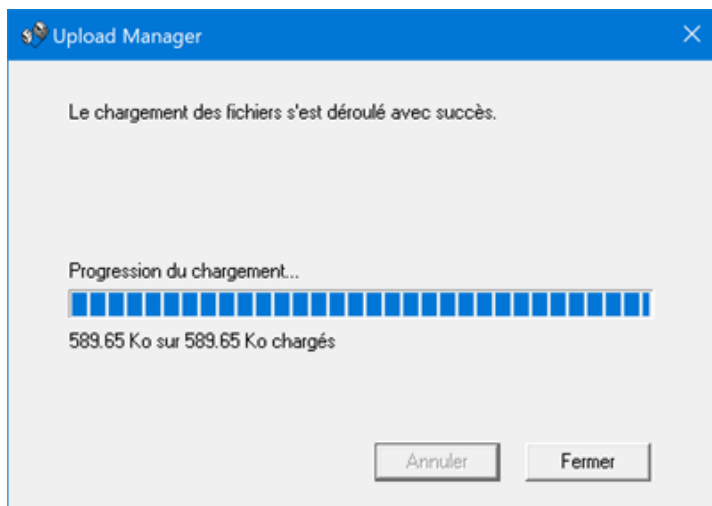 Upload Manager
Le chargement des fichiers s'est déroulé avec succès.
Progression du chargement...
589.65 Ko sur 589.65 Ko chargés
Annuler
Fermer